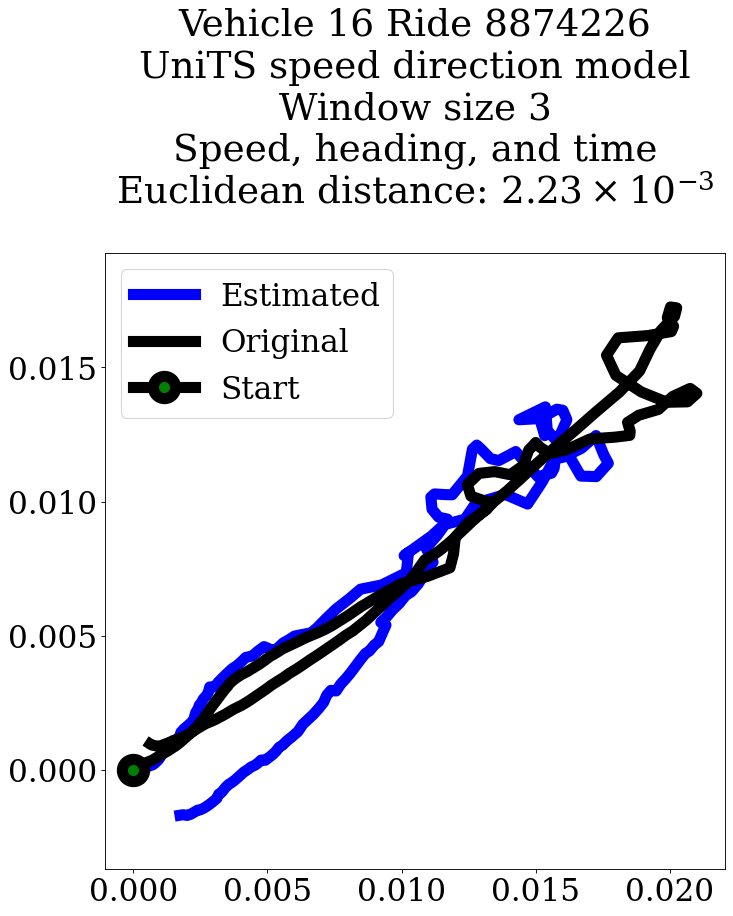 Vehicle 16 Ride 8874226
UniTS speed direction model
Window size 3
Speed, heading, and time
Euclidean distance: 2.23 × 10⁻³
Estimated
Original
Start
0.015
0.010
0.005
0.000
0.000 0.005 0.010 0.015 0.020